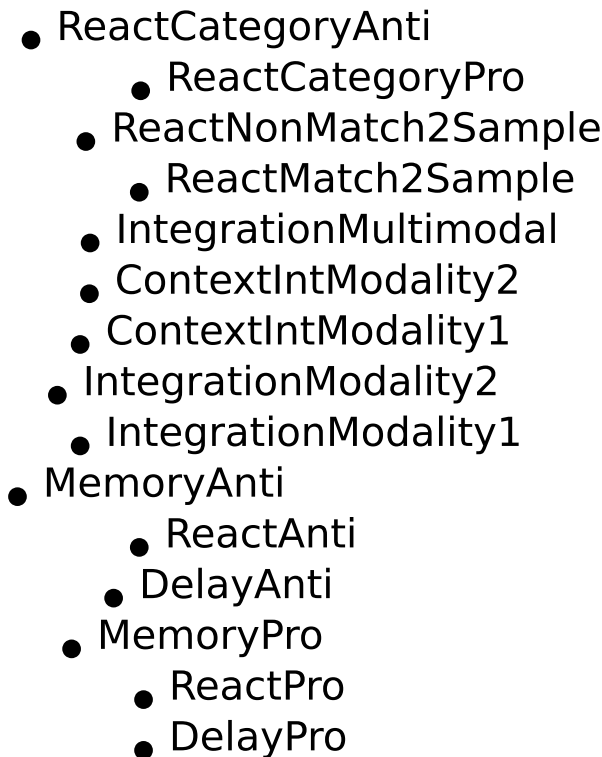 ReactCategoryAnti
ReactCategoryPro
ReactNonMatch2Sample
ReactMatch2Sample
IntegrationMultimodal
ContextIntModality2
ContextIntModality1
IntegrationModality2
IntegrationModality1
MemoryAnti
ReactAnti
DelayAnti
MemoryPro
ReactPro
DelayPro